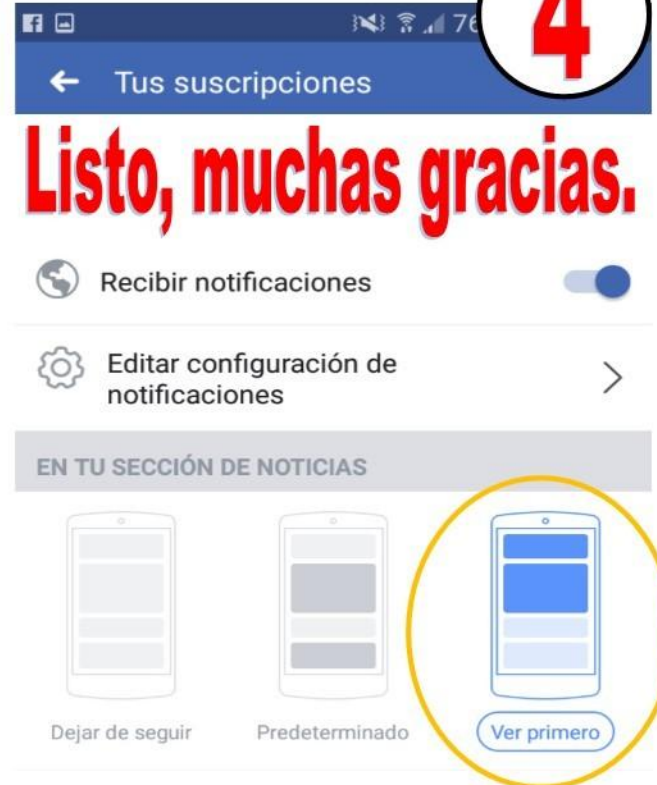 76
4
Tus suscripciones
Listo, muchas gracias.
Recibir notificaciones
Editar configuración de
notificaciones
EN TU SECCIÓN DE NOTICIAS
Dejar de seguir
Predeterminado
Ver primero